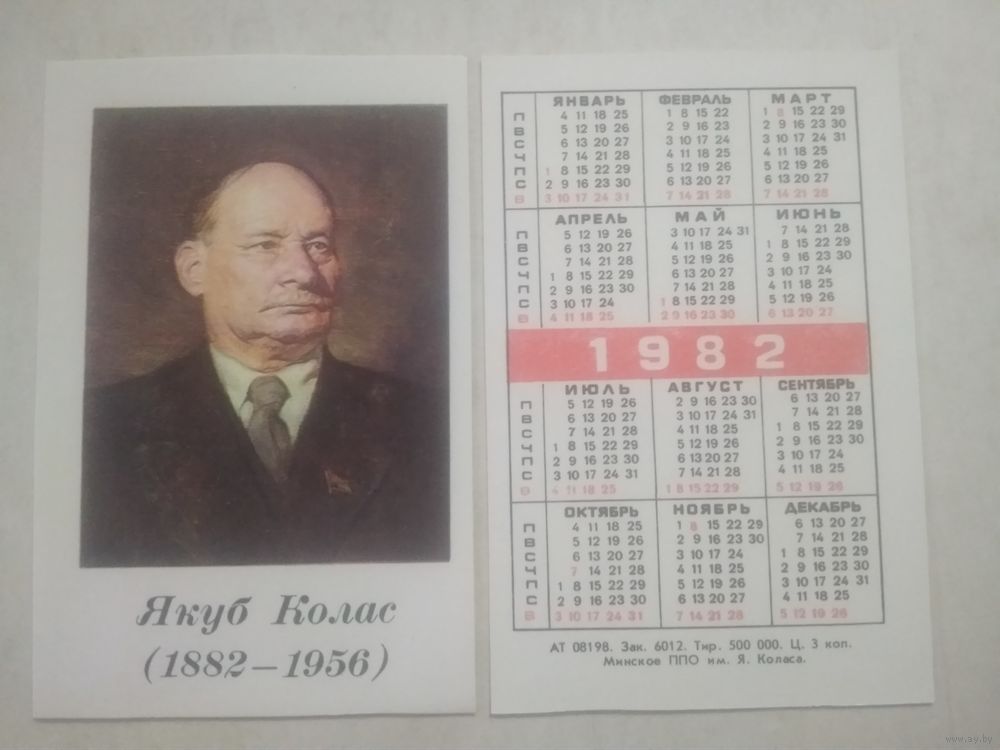 Якуб Колас
(1882–1956)
ЯНВАРЬ ФЕВРАЛЬ МАРТ
П 4 11 18 25 1 8 15 22 1 8 15 22 29
В 5 12 19 26 2 9 16 23 2 9 16 23 30
С 6 13 20 27 3 10 17 24 3 10 17 24 31
Ч 7 14 21 28 4 11 18 25 4 11 18 25
П 1 8 15 22 29 5 12 19 26 5 12 19 26
С 2 9 16 23 30 6 13 20 27 6 13 20 27
В 3 10 17 24 31 7 14 21 28 7 14 21 28
АПРЕЛЬ МАЙ ИЮНЬ
П 5 12 19 26 3 10 17 24 31 7 14 21 28
В 6 13 20 27 4 11 18 25 1 8 15 22 29
С 7 14 21 28 5 12 19 26 2 9 16 23 30
Ч 1 8 15 22 29 6 13 20 27 3 10 17 24
П 2 9 16 23 30 7 14 21 28 4 11 18 25
С 3 10 17 24 1 8 15 22 29 5 12 19 26
В 4 11 18 25 2 9 16 23 30 6 13 20 27
1982
ИЮЛЬ АВГУСТ СЕНТЯБРЬ
П 5 12 19 26 2 9 16 23 30 6 13 20 27
В 6 13 20 27 3 10 17 24 31 7 14 21 28
С 7 14 21 28 4 11 18 25 1 8 15 22 29
Ч 1 8 15 22 29 5 12 19 26 2 9 16 23 30
П 2 9 16 23 30 6 13 20 27 3 10 17 24
С 3 10 17 24 31 7 14 21 28 4 11 18 25
В 4 11 18 25 1 8 15 22 29 5 12 19 26
ОКТЯБРЬ НОЯБРЬ ДЕКАБРЬ
П 4 11 18 25 1 8 15 22 29 6 13 20 27
В 5 12 19 26 2 9 16 23 30 7 14 21 28
С 6 13 20 27 3 10 17 24 1 8 15 22 29
Ч 7 14 21 28 4 11 18 25 2 9 16 23 30
П 1 8 15 22 29 5 12 19 26 3 10 17 24 31
С 2 9 16 23 30 6 13 20 27 4 11 18 25
В 3 10 17 24 31 7 14 21 28 5 12 19 26
АТ 08198. Зак. 6012. Тир. 500 000. Ц. 3 коп.
Минское ППО им. Я. Коласа.
www.ay.by